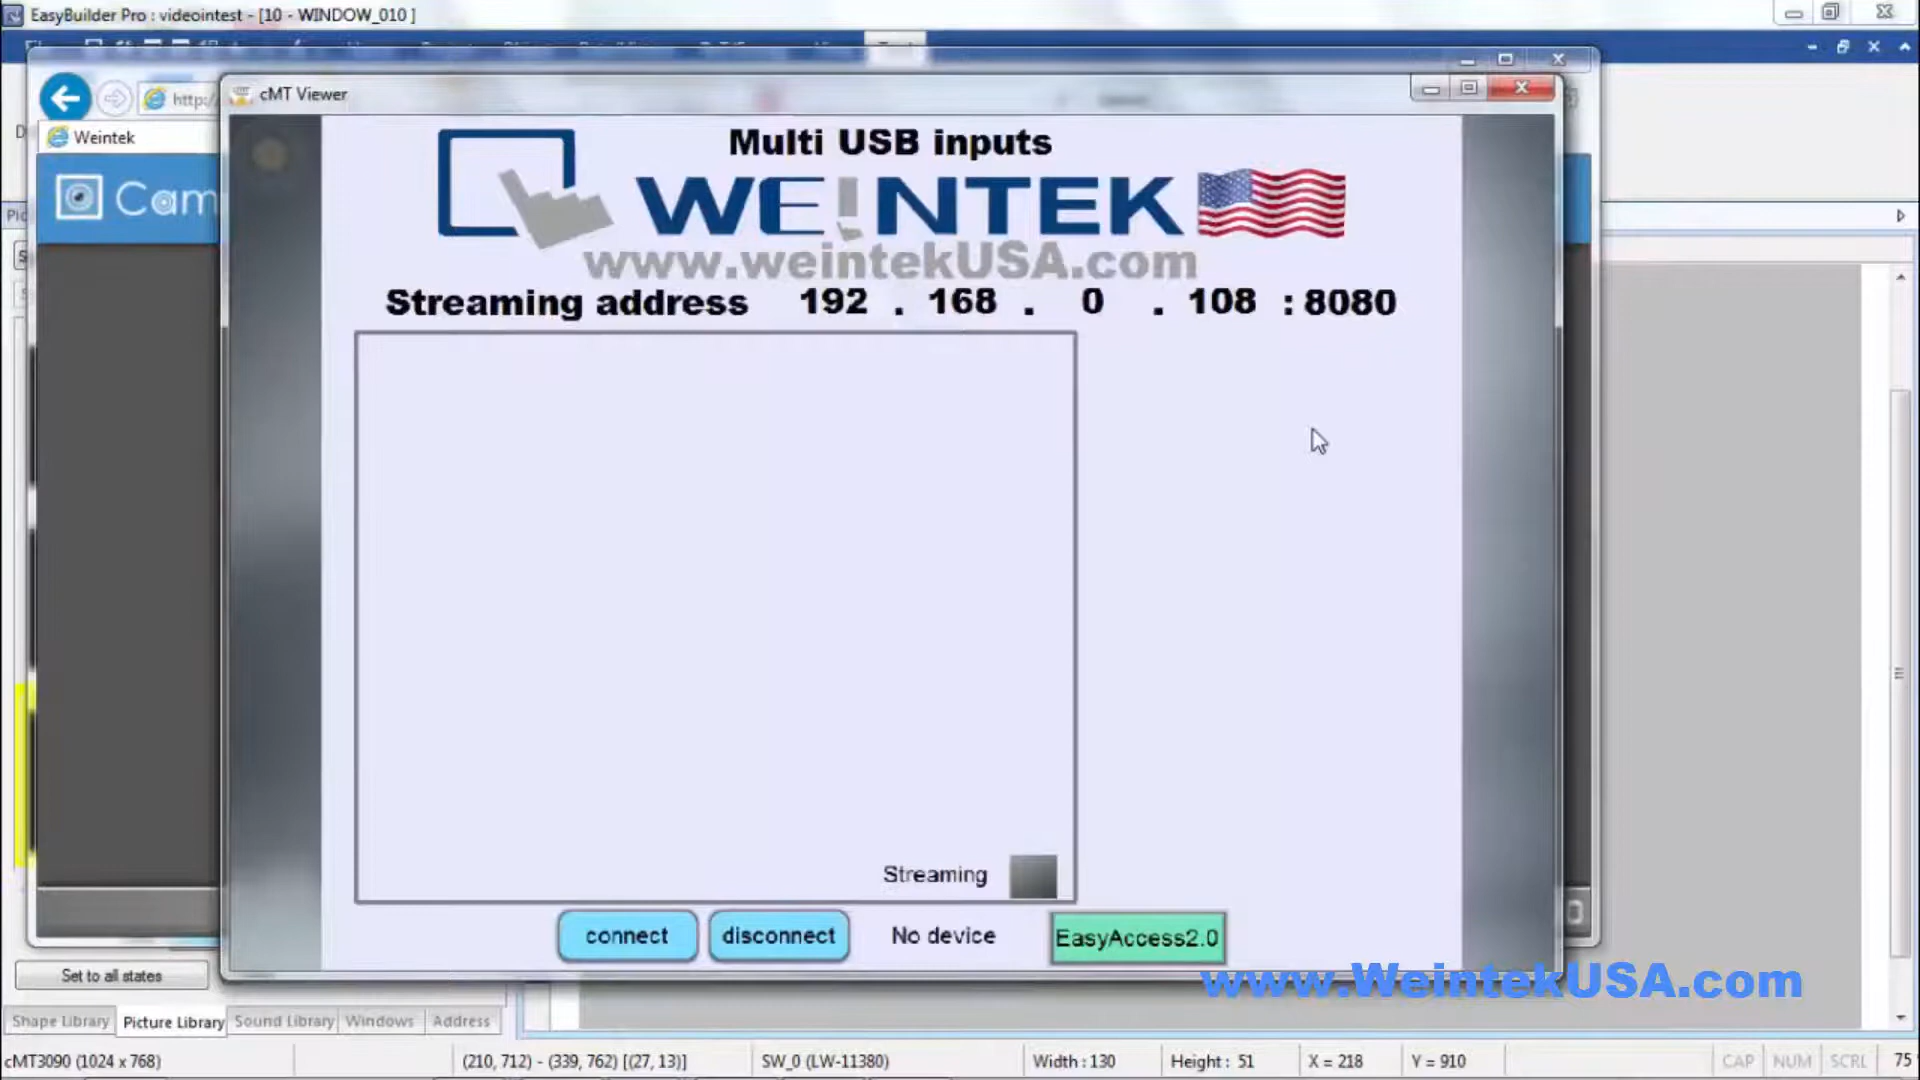 EasyBuilder Pro : videointest - [10 - WINDOW_010 ]
http:/
cMT Viewer
Weintek
Cam
Multi USB inputs
WEINTEK
www.weintekUSA.com
Streaming address 192 . 168 . 0 . 108 : 8080
Streaming
connect disconnect No device EasyAccess2.0
www.WeintekUSA.com
Set to all states
Shape Library Picture Library Sound Library Windows Address
cMT3090 (1024 x 768) (210, 712) - (339, 762) [(27, 13)] SW_0 (LW-11380) Width : 130 Height : 51 X = 218 Y = 910 CAP NUM SCRL 75